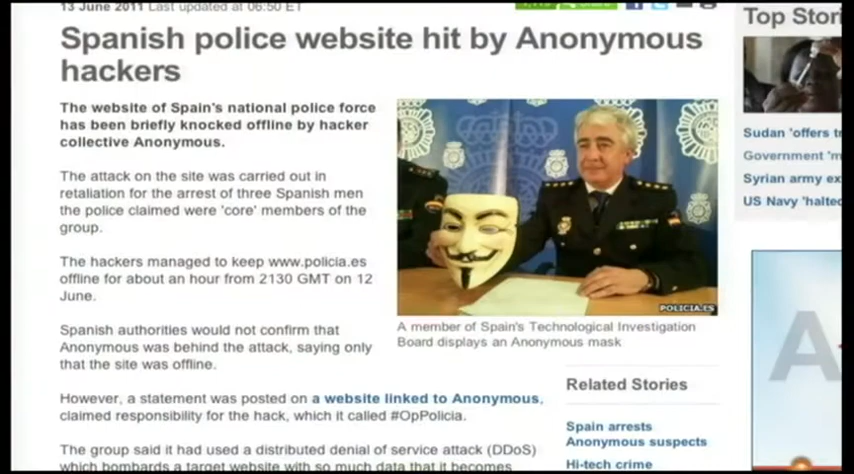 13 June 2011 Last updated at 06:50 ET
Spanish police website hit by Anonymous
hackers
The website of Spain's national police force
has been briefly knocked offline by hacker
collective Anonymous.
The attack on the site was carried out in
retaliation for the arrest of three Spanish men
the police claimed were 'core' members of the
group.
The hackers managed to keep www.policia.es
offline for about an hour from 2130 GMT on 12
June.
Spanish authorities would not confirm that
Anonymous was behind the attack, saying only
that the site was offline.
However, a statement was posted on a website linked to Anonymous,
claimed responsibility for the hack, which it called #OpPolicia.
The group said it had used a distributed denial of service attack (DDoS)
which bombards a target website with so much data that it becomes
POLICIA.ES
A member of Spain's Technological Investigation
Board displays an Anonymous mask
Related Stories
Spain arrests
Anonymous suspects
Hi-tech crime
Top Stori
Sudan 'offers t
Government 'm
Syrian army ex
US Navy 'halte
A